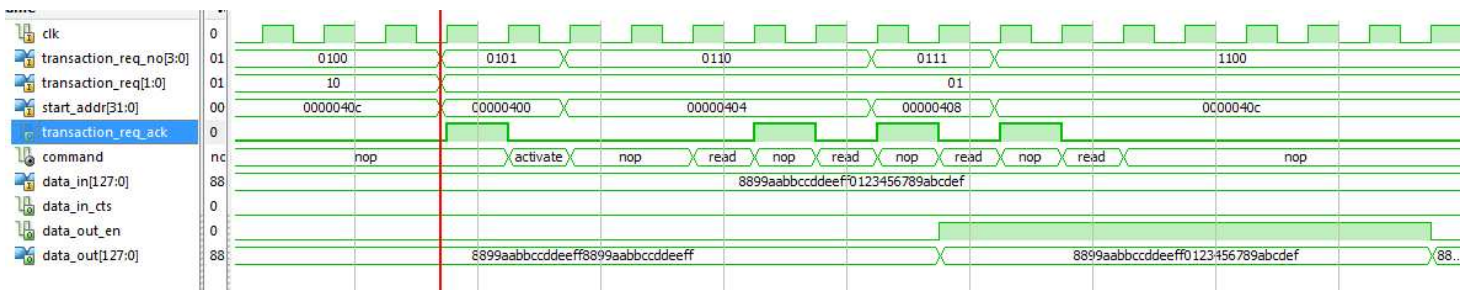 clk 0
transaction_req_no[3:0] 01 0100 0101 0110 0111 1100
transaction_req[1:0] 01 10 01
start_addr[31:0] 00 0000040c 00000400 00000404 00000408 0000040c
transaction_req_ack 0
command nc nop activate nop read nop read nop read nop read nop
data_in[127:0] 88 8899aabbccddeeff0123456789abcdef
data_in_cts 0
data_out_en 0
data_out[127:0] 88 8899aabbccddeeff8899aabbccddeeff 8899aabbccddeeff0123456789abcdef 88...